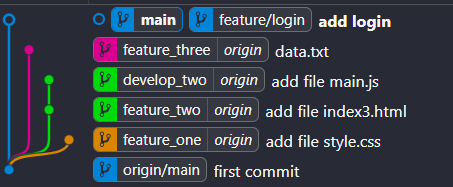 main feature/login add login
feature_three origin data.txt
develop_two origin add file main.js
feature_two origin add file index3.html
feature_one origin add file style.css
origin/main first commit